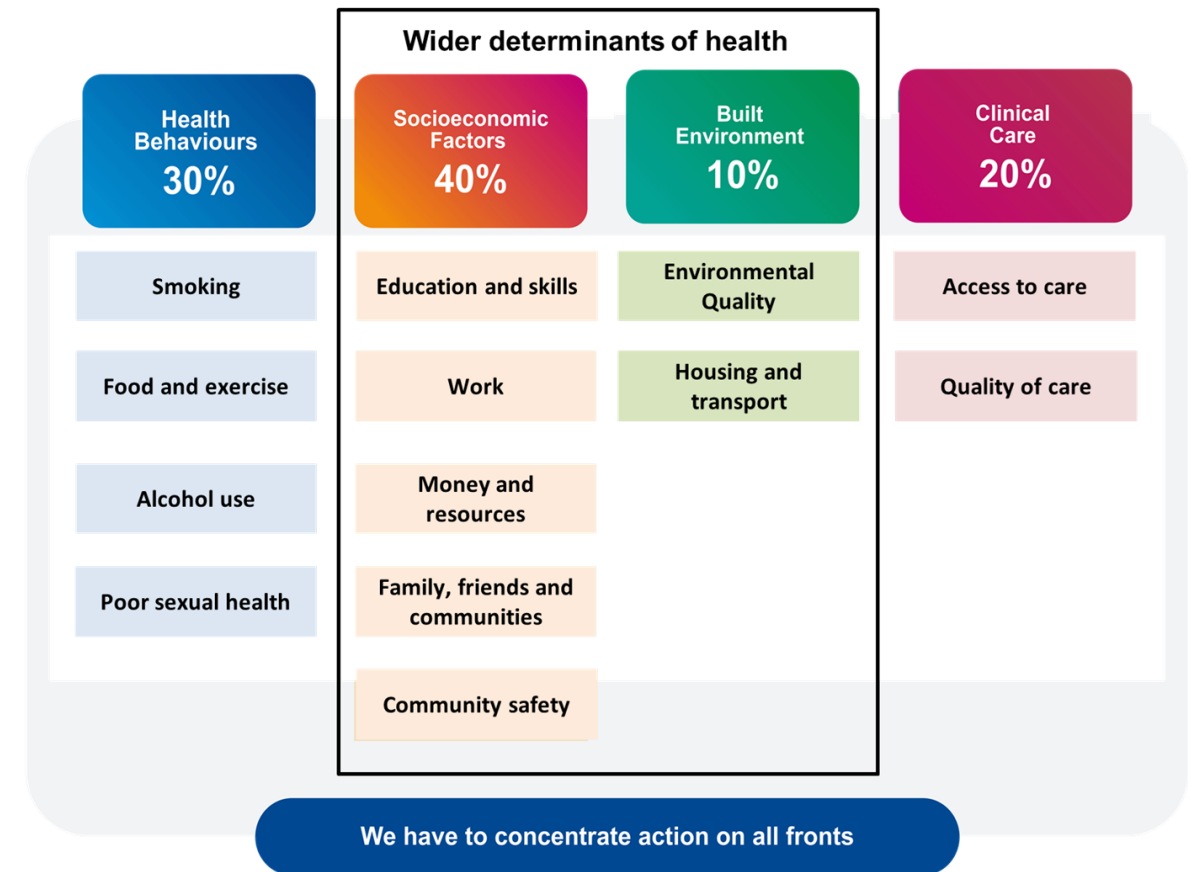 Wider determinants of health
Health
Behaviours
30%
Socioeconomic
Factors
40%
Built
Environment
10%
Clinical
Care
20%
Smoking
Food and exercise
Alcohol use
Poor sexual health
Education and skills
Work
Money and
resources
Family, friends and
communities
Community safety
Environmental
Quality
Housing and
transport
Access to care
Quality of care
We have to concentrate action on all fronts